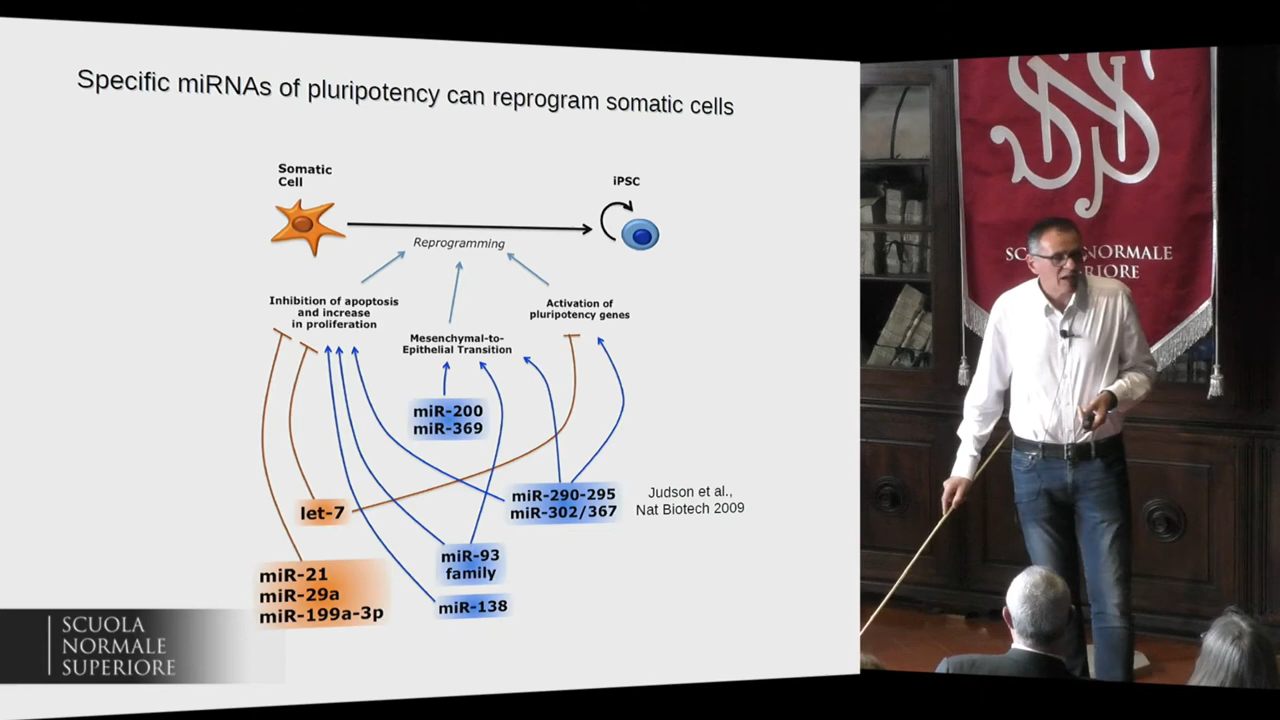 Specific miRNAs of pluripotency can reprogram somatic cells
Somatic
Cell
iPSC
Reprogramming
Inhibition of apoptosis
and increase
in proliferation
Mesenchymal-to-
Epithelial Transition
Activation of
pluripotency genes
miR-200
miR-369
let-7
miR-290-295
miR-302/367
Judson et al.,
Nat Biotech 2009
miR-93
family
miR-138
miR-21
miR-29a
miR-199a-3p
SCUOLA
NORMALE
SUPERIORE